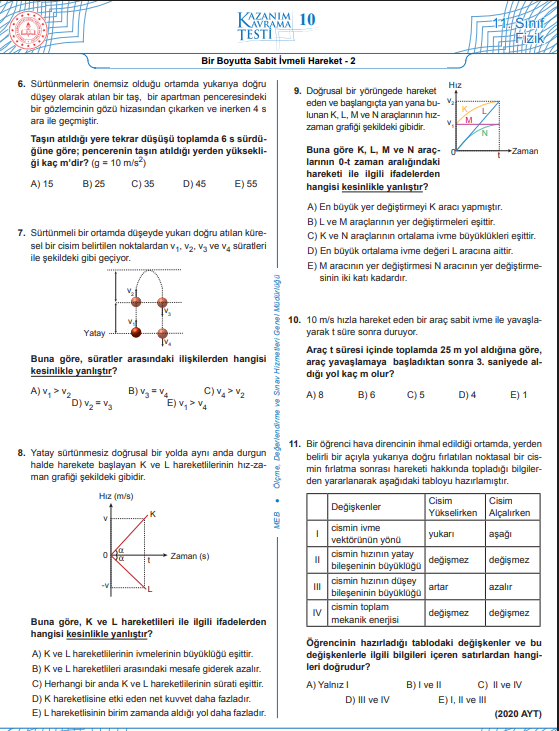 KAZANIM
KAVRAMA
TESTİ
10
11. Sınıf
Fizik
Bir Boyutta Sabit İvmeli Hareket - 2
6. Sürtünmelerin önemsiz olduğu ortamda yukarıya doğru
düşey olarak atılan bir taş, bir apartman penceresindeki
bir gözlemcinin gözü hizasından çıkarken ve inerken 4 s
ara ile geçmiştir.
Taşın atıldığı yere tekrar düşüşü toplamda 6 s sürdü-
ğüne göre; pencerenin taşın atıldığı yerden yüksekli-
ği kaç m'dir? (g = 10 m/s²)
A) 15 B) 25 C) 35 D) 45 E) 55
7. Sürtünmeli bir ortamda düşeyde yukarı doğru atılan küre-
sel bir cisim belirtilen noktalardan v₁, v₂, v₃ ve v₄ süratleri
ile şekildeki gibi geçiyor.
v₂
v₃
v₁
Yatay
v₄
Buna göre, süratler arasındaki ilişkilerden hangisi
kesinlikle yanlıştır?
A) v₁ > v₂ B) v₃ = v₄ C) v₄ > v₂
D) v₂ = v₃ E) v₁ > v₄
8. Yatay sürtünmesiz doğrusal bir yolda aynı anda durgun
halde harekete başlayan K ve L hareketlilerinin hız-za-
man grafiği şekildeki gibidir.
Hız (m/s)
v
K
0
α
α
t
Zaman (s)
-v
L
Buna göre, K ve L hareketlileri ile ilgili ifadelerden
hangisi kesinlikle yanlıştır?
A) K ve L hareketlilerinin ivmelerinin büyüklüğü eşittir.
B) K ve L hareketlileri arasındaki mesafe giderek azalır.
C) Herhangi bir anda K ve L hareketlilerinin sürati eşittir.
D) K hareketlisine etki eden net kuvvet daha fazladır.
E) L hareketlisinin birim zamanda aldığı yol daha fazladır.
MEB • Ölçme, Değerlendirme ve Sınav Hizmetleri Genel Müdürlüğü
9. Doğrusal bir yörüngede hareket
eden ve başlangıçta yan yana bu-
lunan K, L, M ve N araçlarının hız-
zaman grafiği şekildeki gibidir.
Buna göre K, L, M ve N araç-
larının 0-t zaman aralığındaki
hareketi ile ilgili ifadelerden
hangisi kesinlikle yanlıştır?
Hız
v₂
K
L
v₁
M
N
0
t
Zaman
A) En büyük yer değiştirmeyi K aracı yapmıştır.
B) L ve M araçlarının yer değiştirmeleri eşittir.
C) K ve N araçlarının ortalama ivme büyüklükleri eşittir.
D) En büyük ortalama ivme değeri L aracına aittir.
E) M aracının yer değiştirmesi N aracının yer değiştirme-
sinin iki katı kadardır.
10. 10 m/s hızla hareket eden bir araç sabit ivme ile yavaşla-
yarak t süre sonra duruyor.
Araç t süresi içinde toplamda 25 m yol aldığına göre,
araç yavaşlamaya başladıktan sonra 3. saniyede al-
dığı yol kaç m olur?
A) 8 B) 6 C) 5 D) 4 E) 1
11. Bir öğrenci hava direncinin ihmal edildiği ortamda, yerden
belirli bir açıyla yukarıya doğru fırlatılan noktasal bir cis-
min fırlatma sonrası hareketi hakkında topladığı bilgiler-
den yararlanarak aşağıdaki tabloyu hazırlamıştır.
Değişkenler Cisim Yükselirken Cisim Alçalırken
I cismin ivme vektörünün yönü yukarı aşağı
II cismin hızının yatay bileşeninin büyüklüğü değişmez değişmez
III cismin hızının düşey bileşeninin büyüklüğü artar azalır
IV cismin toplam mekanik enerjisi değişmez değişmez
Öğrencinin hazırladığı tablodaki değişkenler ve bu
değişkenlerle ilgili bilgileri içeren satırlardan hangi-
leri doğrudur?
A) Yalnız I B) I ve II C) II ve IV
D) III ve IV E) I, II ve III
(2020 AYT)